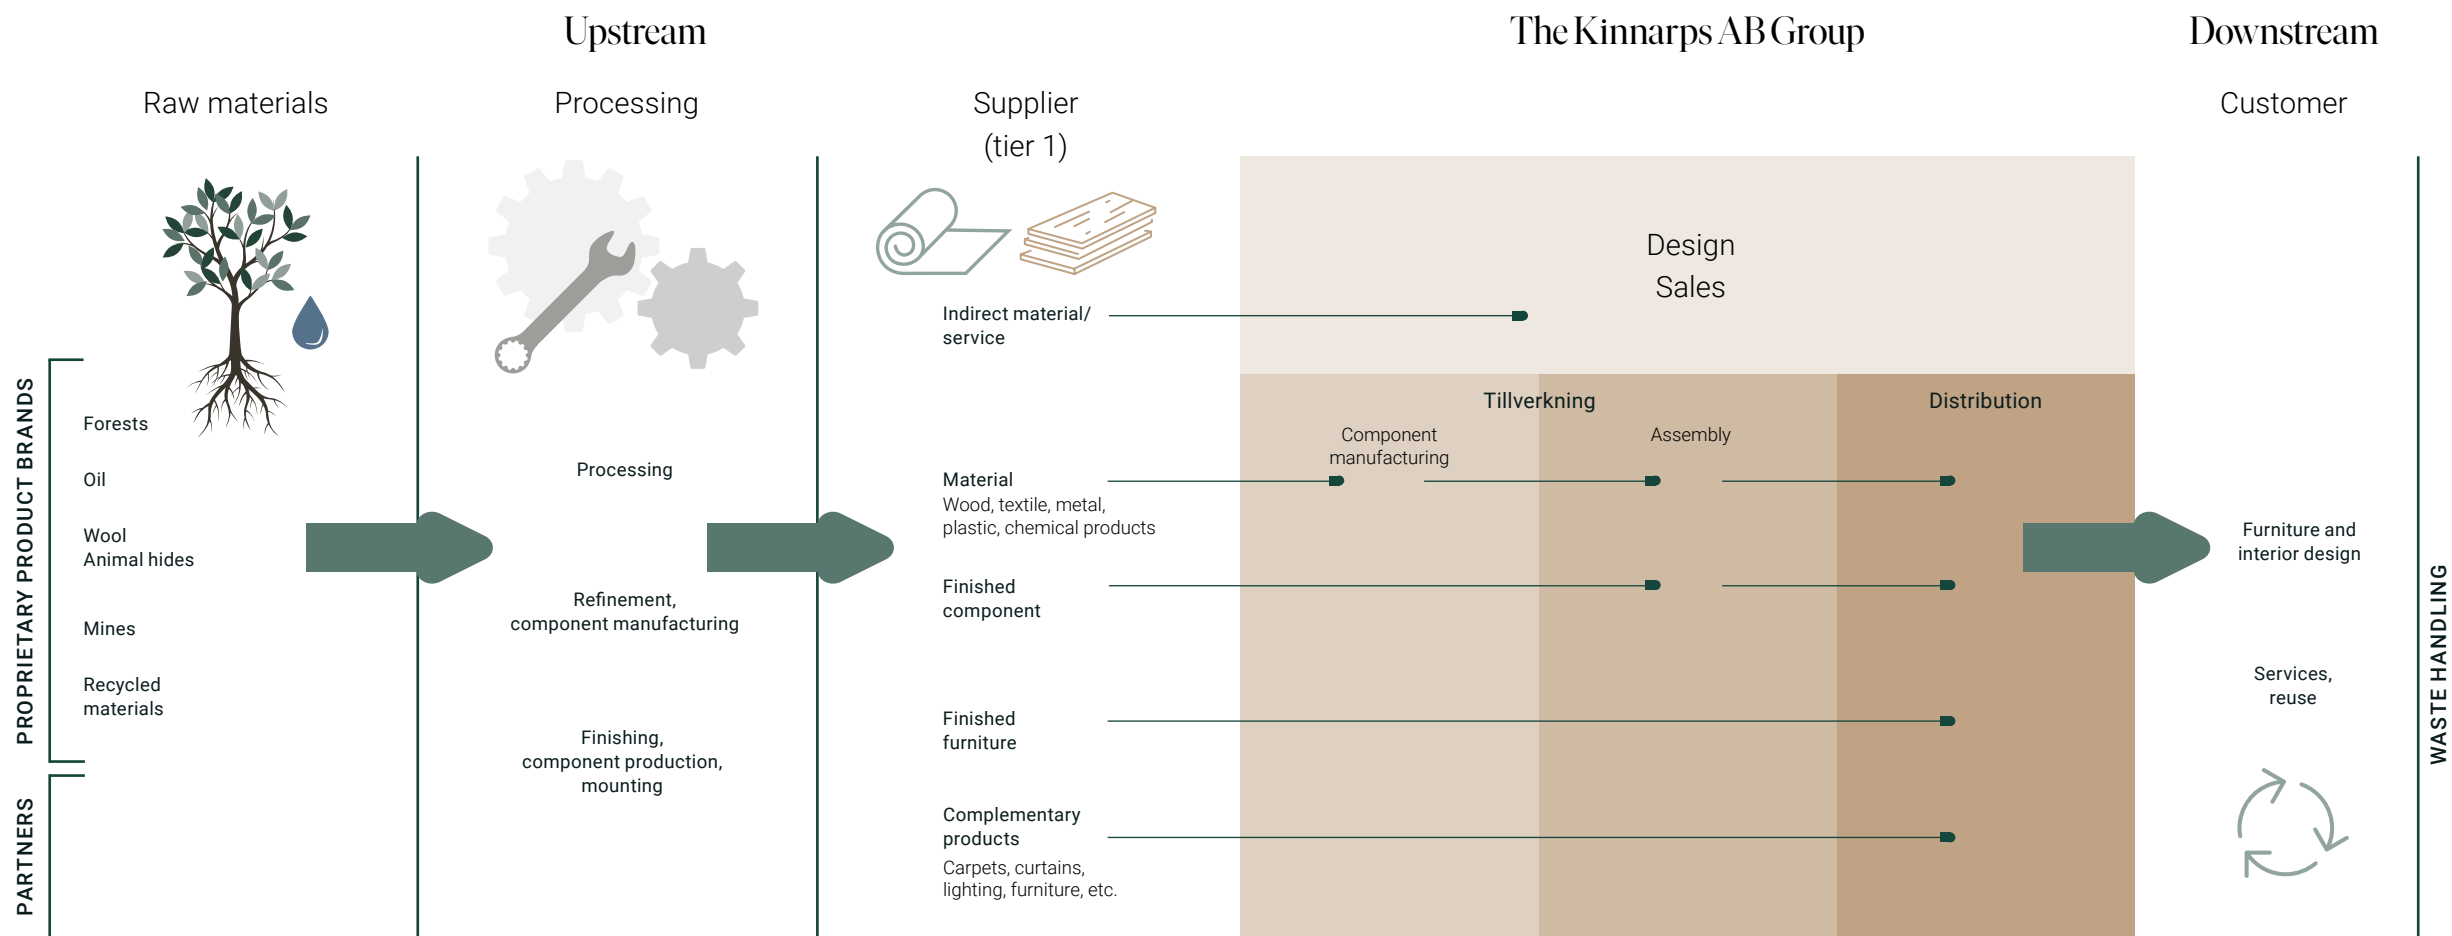 Upstream
The Kinnarps AB Group
Downstream
Raw materials
Processing
Supplier
(tier 1)
Customer
PROPRIETARY PRODUCT BRANDS
PARTNERS
Forests
Oil
Wool
Animal hides
Mines
Recycled
materials
Processing
Refinement,
component manufacturing
Finishing,
component production,
mounting
Indirect material/
service
Material
Wood, textile, metal,
plastic, chemical products
Finished
component
Finished
furniture
Complementary
products
Carpets, curtains,
lighting, furniture, etc.
Design
Sales
Tillverkning
Distribution
Component
manufacturing
Assembly
Furniture and
interior design
Services,
reuse
WASTE HANDLING